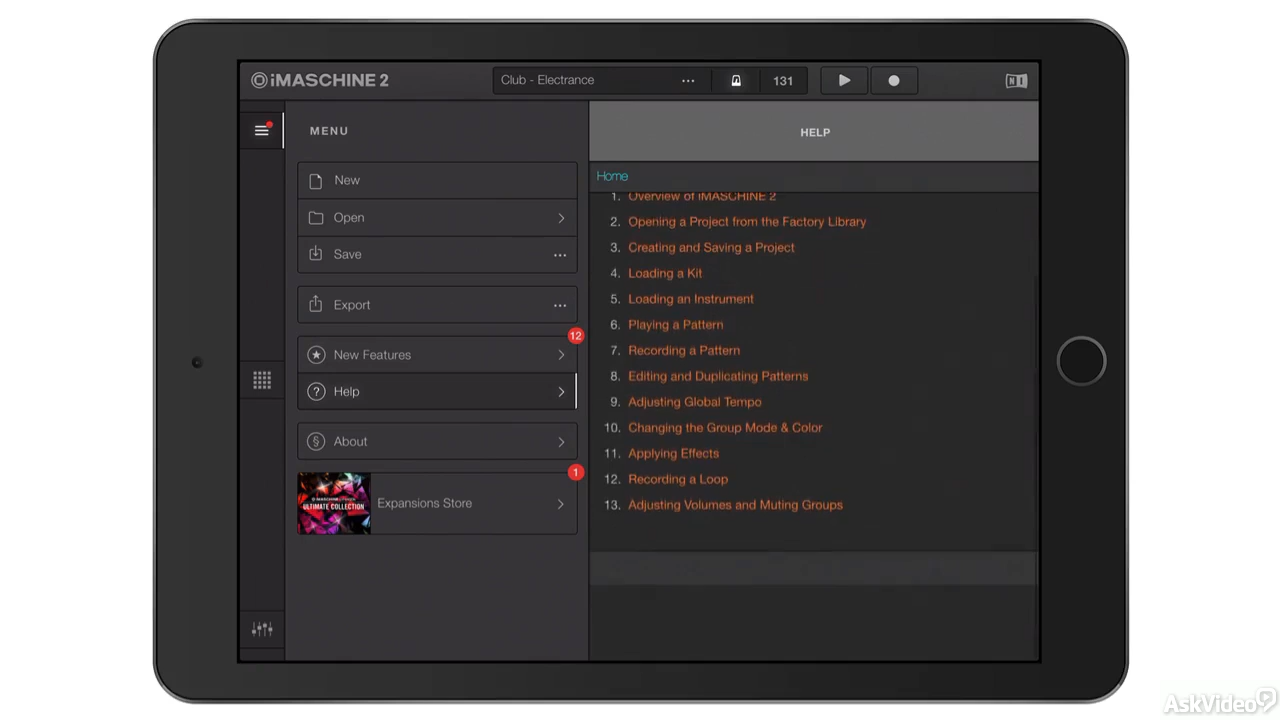 iMASCHINE 2
Club - Electrance
...
131
NI
MENU
New
Open
Save
...
Export
...
12
New Features
? Help
§ About
1
MASCHINE
ULTIMATE COLLECTION
Expansions Store
HELP
Home
1. Overview of iMASCHINE 2
2. Opening a Project from the Factory Library
3. Creating and Saving a Project
4. Loading a Kit
5. Loading an Instrument
6. Playing a Pattern
7. Recording a Pattern
8. Editing and Duplicating Patterns
9. Adjusting Global Tempo
10. Changing the Group Mode & Color
11. Applying Effects
12. Recording a Loop
13. Adjusting Volumes and Muting Groups
AskVideo